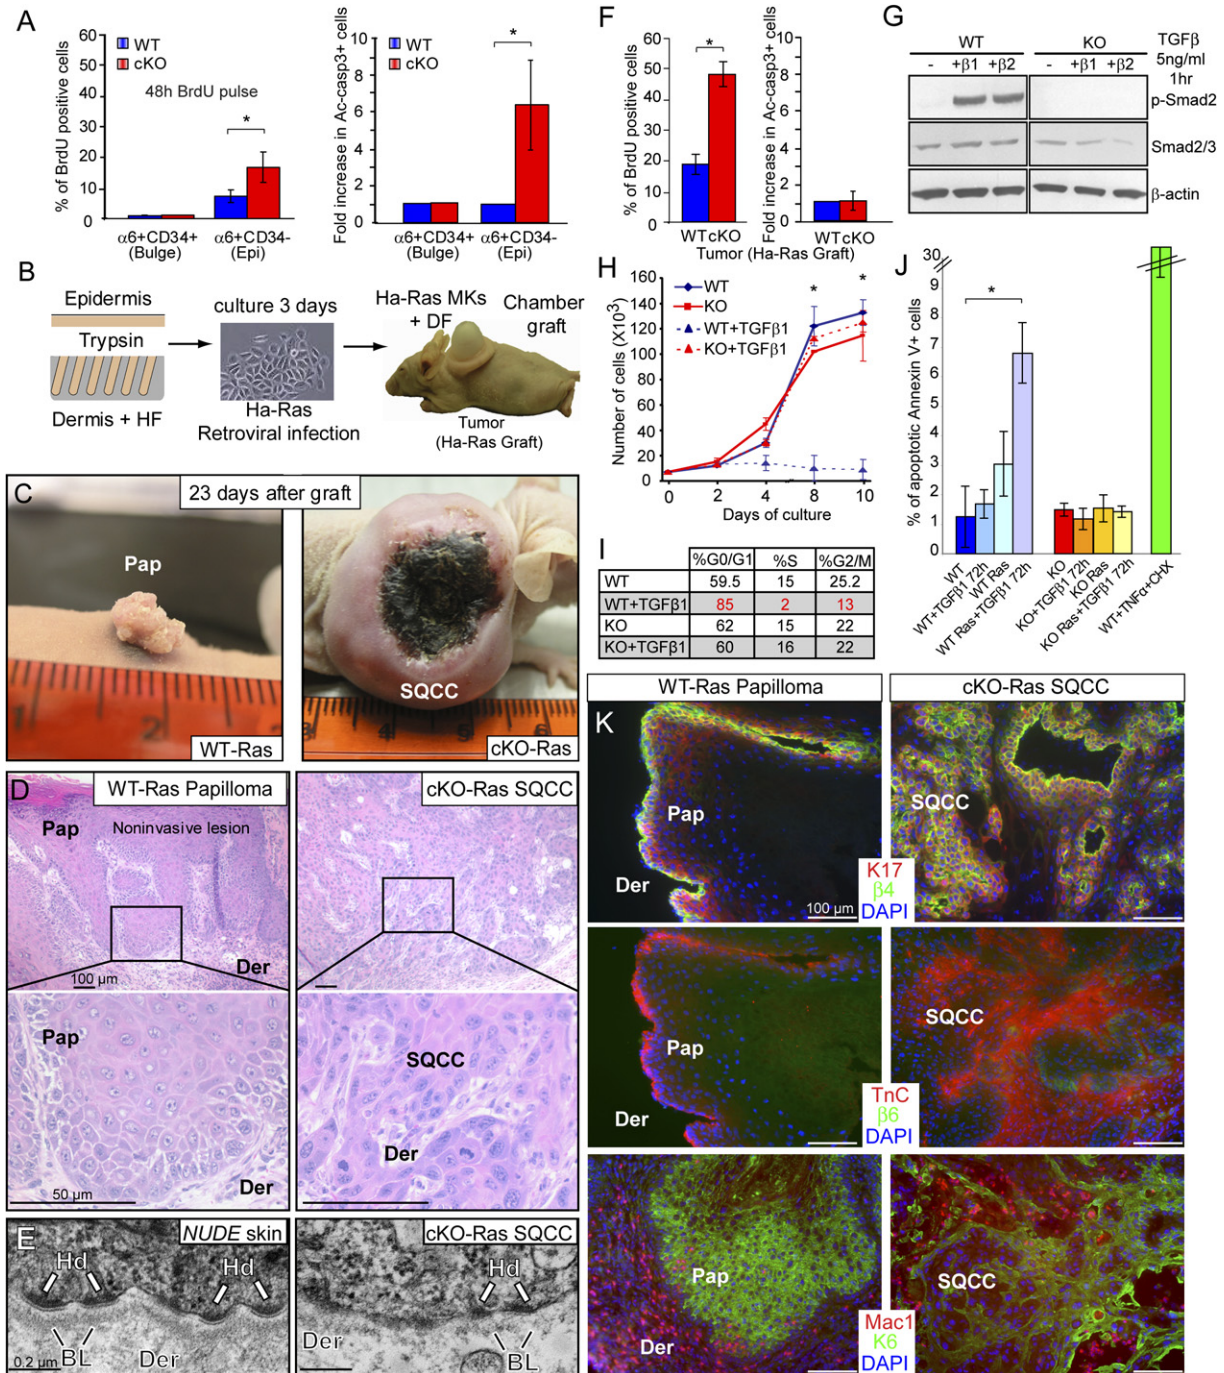 A
60
50
40
30
20
10
0
% of BrdU positive cells
WT
cKO
48h BrdU pulse
*
α6+CD34+
(Bulge)
α6+CD34-
(Epi)
10
8
6
4
2
0
Fold increase in Ac-casp3+ cells
WT
cKO
*
α6+CD34+
(Bulge)
α6+CD34-
(Epi)
F
60
50
40
30
20
10
0
% of BrdU positive cells
*
WT cKO
10
8
6
4
2
0
Fold increase in Ac-casp3+ cells
WT cKO
Tumor (Ha-Ras Graft)
G
WT
KO
TGFβ
5ng/ml
1hr
- +β1 +β2
- +β1 +β2
p-Smad2
Smad2/3
β-actin
B
Epidermis
Trypsin
Dermis + HF
culture 3 days
Ha-Ras
Retroviral infection
Ha-Ras MKs
+ DF
Chamber
graft
Tumor
(Ha-Ras Graft)
H
160
140
120
100
80
60
40
20
0
Number of cells (X10³)
WT
KO
WT+TGFβ1
KO+TGFβ1
*
*
0 2 4 8 10
Days of culture
J
30
9
8
7
6
5
4
3
2
1
0
% of apoptotic Annexin V+ cells
*
WT
WT+TGFβ1 72h
WT Ras
WT Ras+TGFβ1 72h
KO
KO+TGFβ1 72h
KO Ras
KO Ras+TGFβ1 72h
WT+TNFα+CHX
I
%G0/G1 %S %G2/M
WT 59.5 15 25.2
WT+TGFβ1 85 2 13
KO 62 15 22
KO+TGFβ1 60 16 22
C
23 days after graft
Pap
1
2
WT-Ras
SQCC
cKO-Ras
D
WT-Ras Papilloma
Pap
Noninvasive lesion
Der
100 µm
cKO-Ras SQCC
Pap
Der
50 µm
SQCC
Der
E
NUDE skin
Hd
Hd
BL
Der
0.2 µm
cKO-Ras SQCC
Hd
Der
BL
WT-Ras Papilloma
cKO-Ras SQCC
K
Pap
Der
100 µm
K17
β4
DAPI
SQCC
Pap
Der
TnC
β6
DAPI
SQCC
Pap
Der
Mac1
K6
DAPI
SQCC